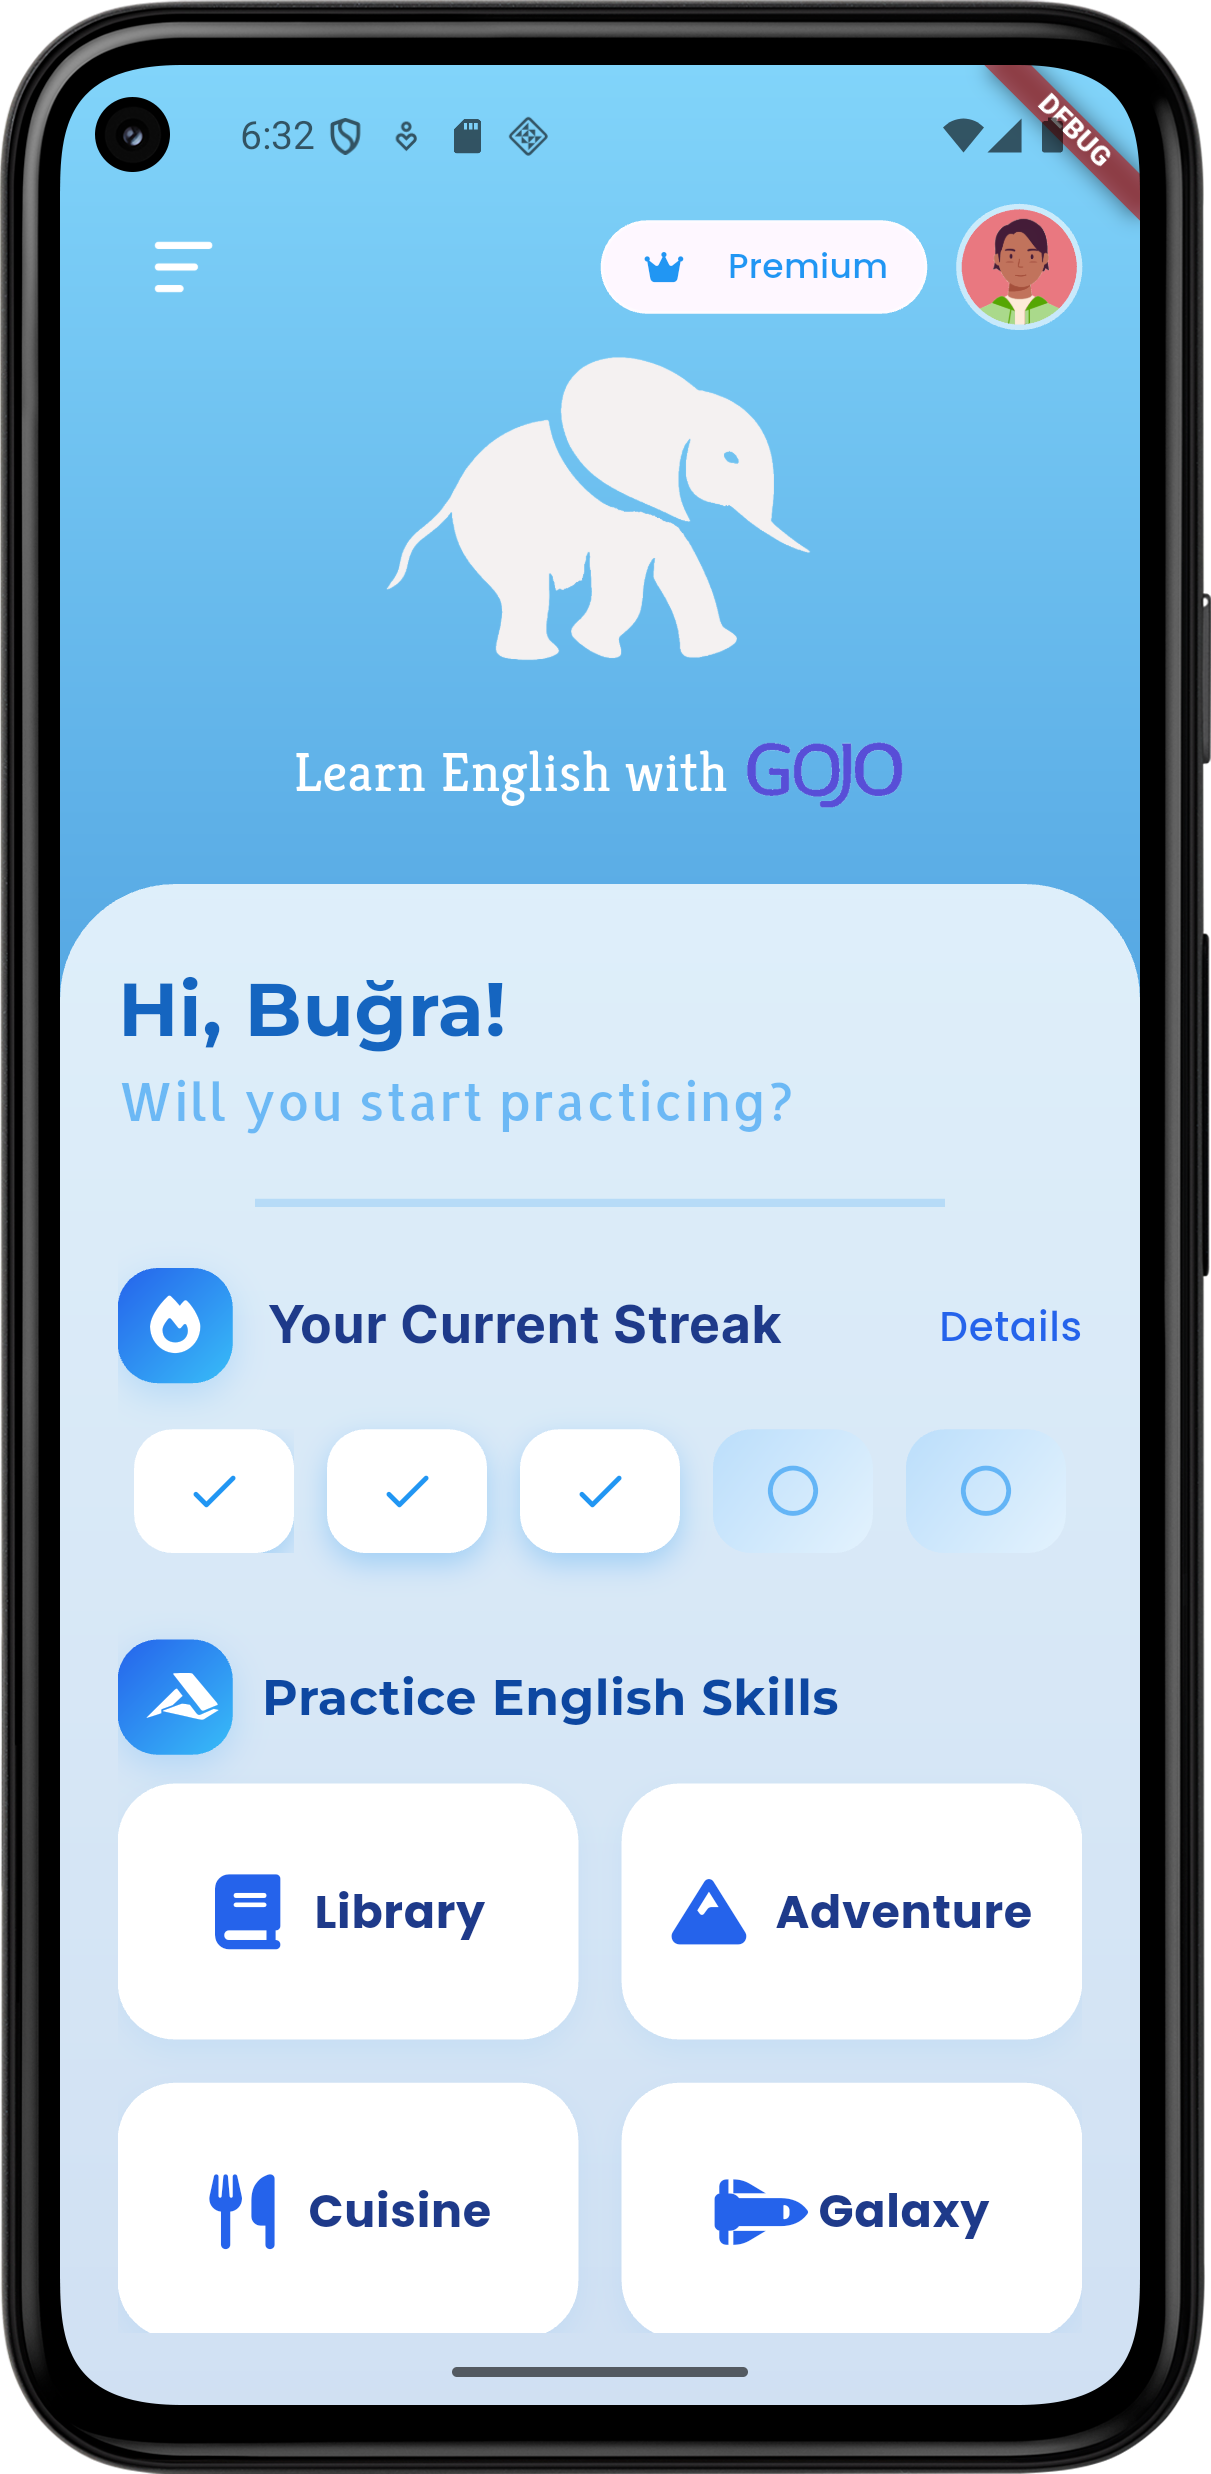 6:32
DEBUG
Premium
Learn English with GOJO
Hi, Buğra!
Will you start practicing?
Your Current Streak
Details
Practice English Skills
Library
Adventure
Cuisine
Galaxy